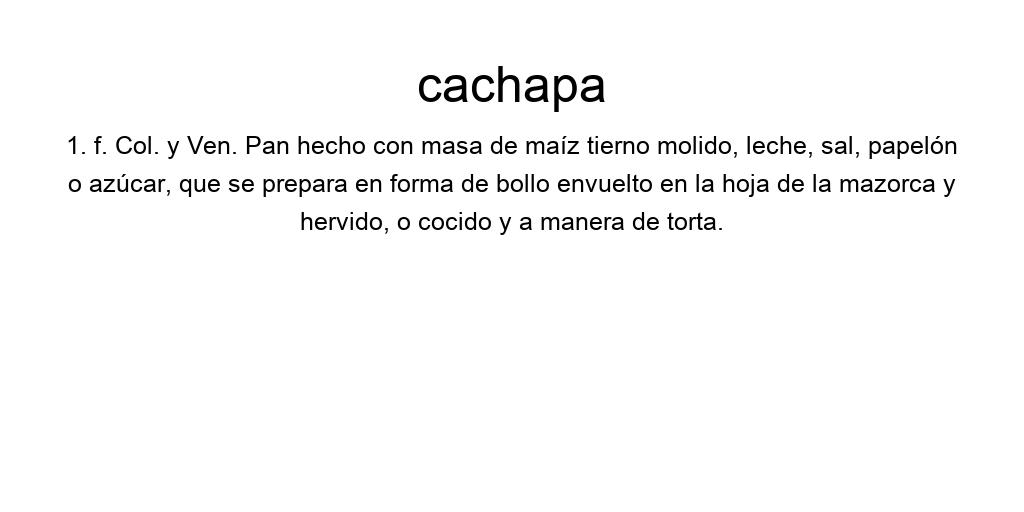 cachapa
1. f. Col. y Ven. Pan hecho con masa de maíz tierno molido, leche, sal, papelón
o azúcar, que se prepara en forma de bollo envuelto en la hoja de la mazorca y
hervido, o cocido y a manera de torta.